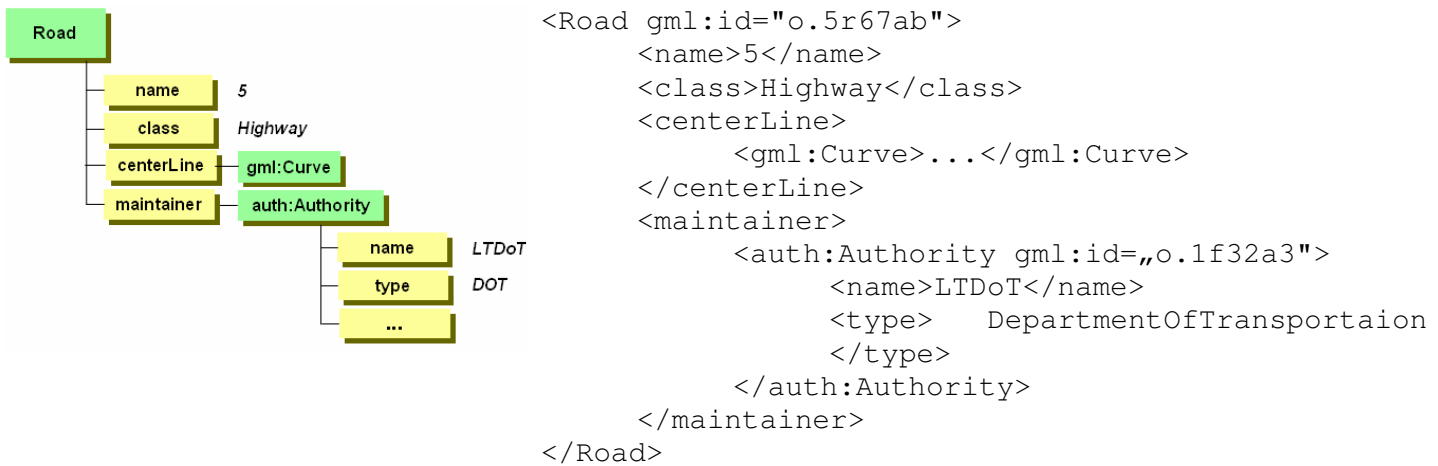 Road
name 5
class Highway
centerLine gml:Curve
maintainer auth:Authority
name LTDoT
type DOT
...
<Road gml:id="o.5r67ab">
<name>5</name>
<class>Highway</class>
<centerLine>
<gml:Curve>...</gml:Curve>
</centerLine>
<maintainer>
<auth:Authority gml:id=„o.1f32a3">
<name>LTDoT</name>
<type> DepartmentOfTransportaion
</type>
</auth:Authority>
</maintainer>
</Road>